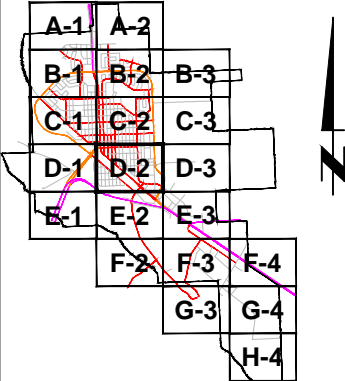 A-1 A-2
B-1 B-2 B-3
C-1 C-2 C-3
D-1 D-2 D-3
E-1 E-2 E-3
F-2 F-3 F-4
G-3 G-4
H-4
N